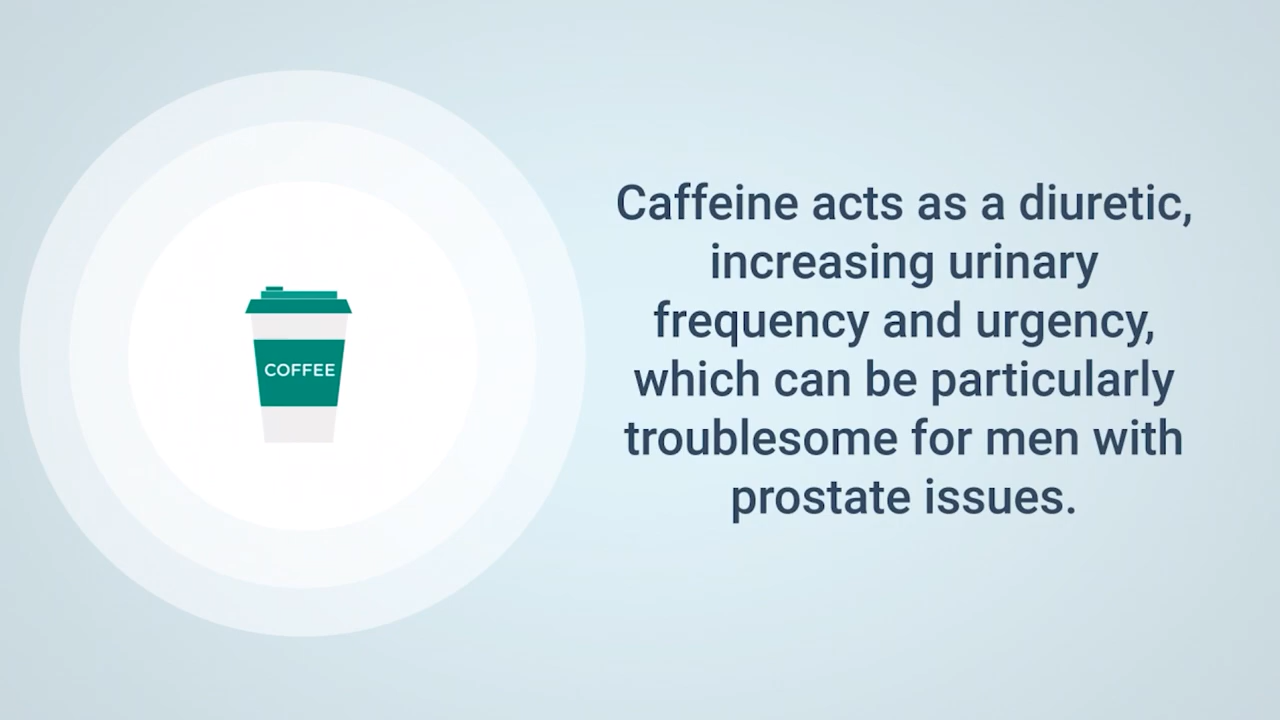 COFFEE
Caffeine acts as a diuretic,
increasing urinary
frequency and urgency,
which can be particularly
troublesome for men with
prostate issues.